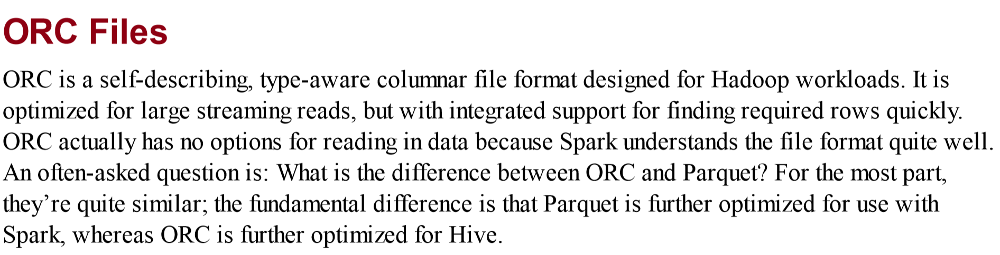 ORC Files
ORC is a self-describing, type-aware columnar file format designed for Hadoop workloads. It is
optimized for large streaming reads, but with integrated support for finding required rows quickly.
ORC actually has no options for reading in data because Spark understands the file format quite well.
An often-asked question is: What is the difference between ORC and Parquet? For the most part,
they’re quite similar; the fundamental difference is that Parquet is further optimized for use with
Spark, whereas ORC is further optimized for Hive.